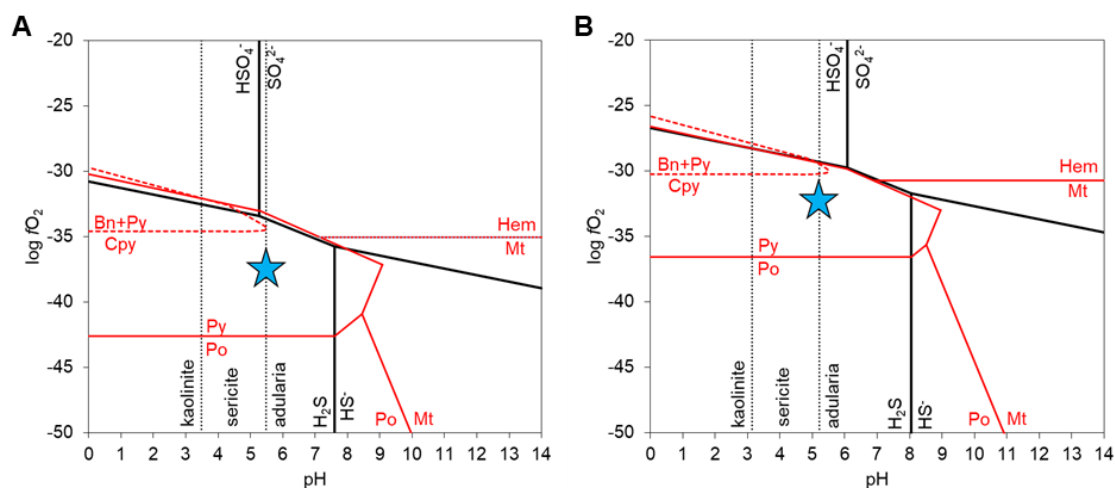 A
-20
-25
-30
-35
-40
-45
-50
log fO2
HSO4-
SO42-
Bn+Py
Cpy
Hem
Mt
Py
Po
kaolinite
sericite
adularia
H2S
HS-
Po
Mt
0 1 2 3 4 5 6 7 8 9 10 11 12 13 14
pH
B
-20
-25
-30
-35
-40
-45
-50
log fO2
HSO4-
SO42-
Bn+Py
Cpy
Hem
Mt
Py
Po
kaolinite
sericite
adularia
H2S
HS-
Po
Mt
0 1 2 3 4 5 6 7 8 9 10 11 12 13 14
pH